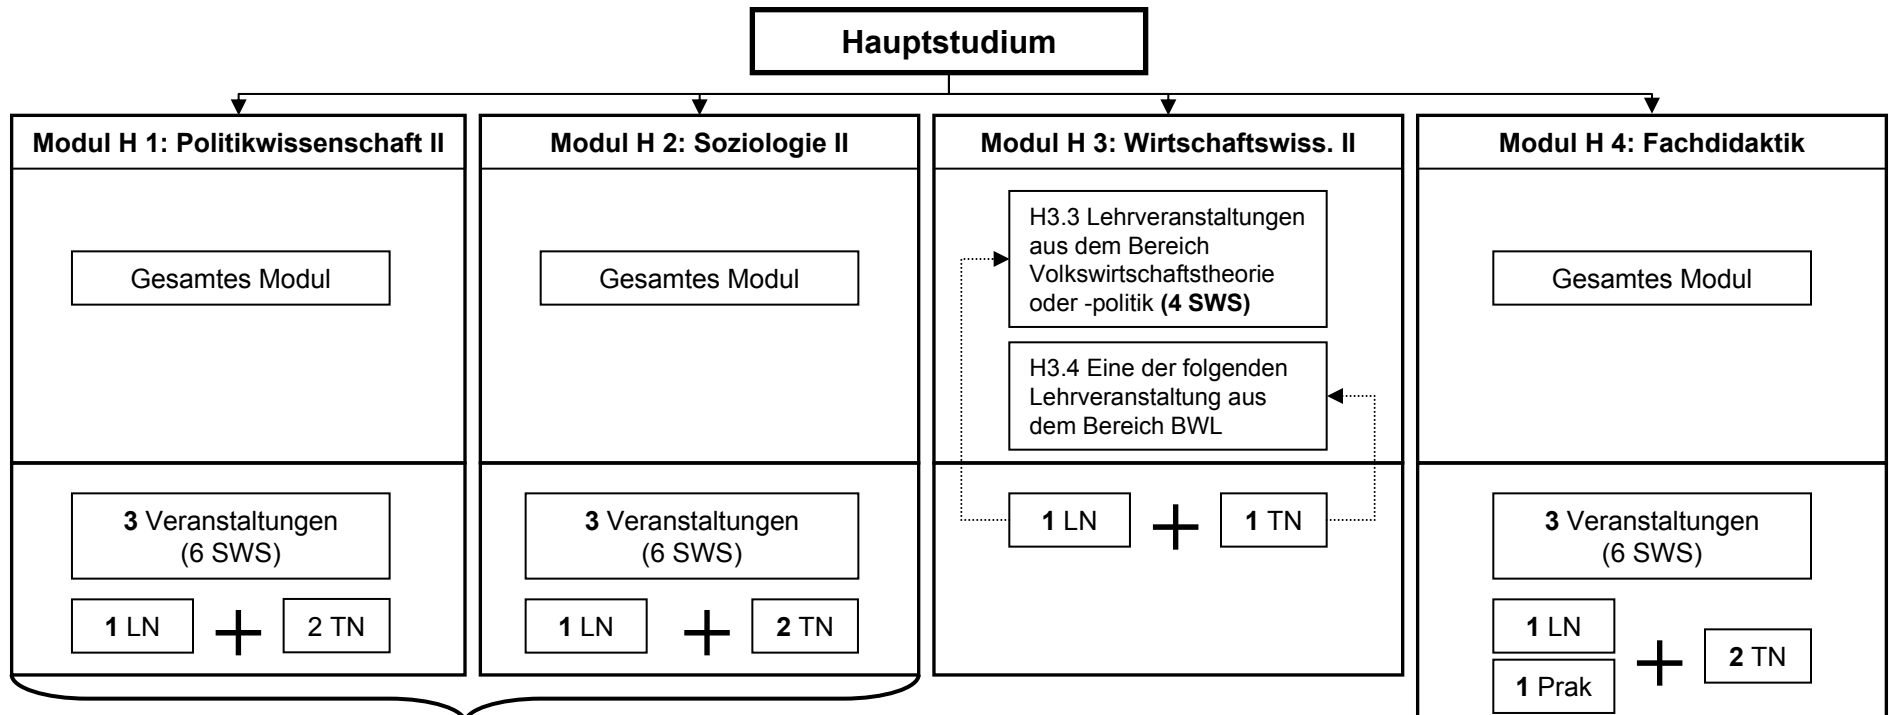 Hauptstudium
Modul H 1: Politikwissenschaft II
Gesamtes Modul
3 Veranstaltungen
(6 SWS)
1 LN
+
2 TN
Modul H 2: Soziologie II
Gesamtes Modul
3 Veranstaltungen
(6 SWS)
1 LN
+
2 TN
Modul H 3: Wirtschaftswiss. II
H3.3 Lehrveranstaltungen
aus dem Bereich
Volkswirtschaftstheorie
oder -politik (4 SWS)
H3.4 Eine der folgenden
Lehrveranstaltung aus
dem Bereich BWL
1 LN
+
1 TN
Modul H 4: Fachdidaktik
Gesamtes Modul
3 Veranstaltungen
(6 SWS)
1 LN
1 Prak
+
2 TN